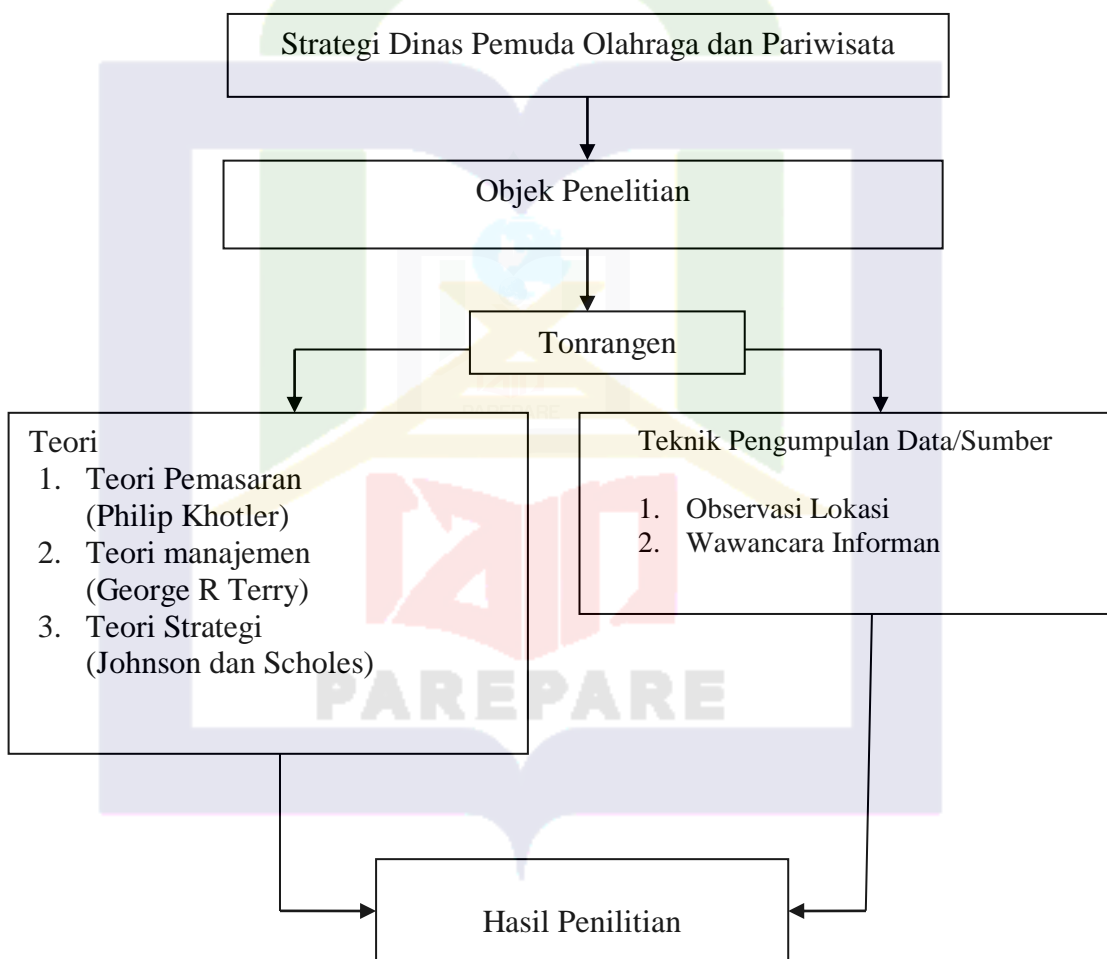 Strategi Dinas Pemuda Olahraga dan Pariwisata
Objek Penelitian
Tonrangen
Teori
1. Teori Pemasaran
(Philip Khotler)
2. Teori manajemen
(George R Terry)
3. Teori Strategi
(Johnson dan Scholes)
Teknik Pengumpulan Data/Sumber
1. Observasi Lokasi
2. Wawancara Informan
PAREPARE
PAREPARE
Hasil Penilitian